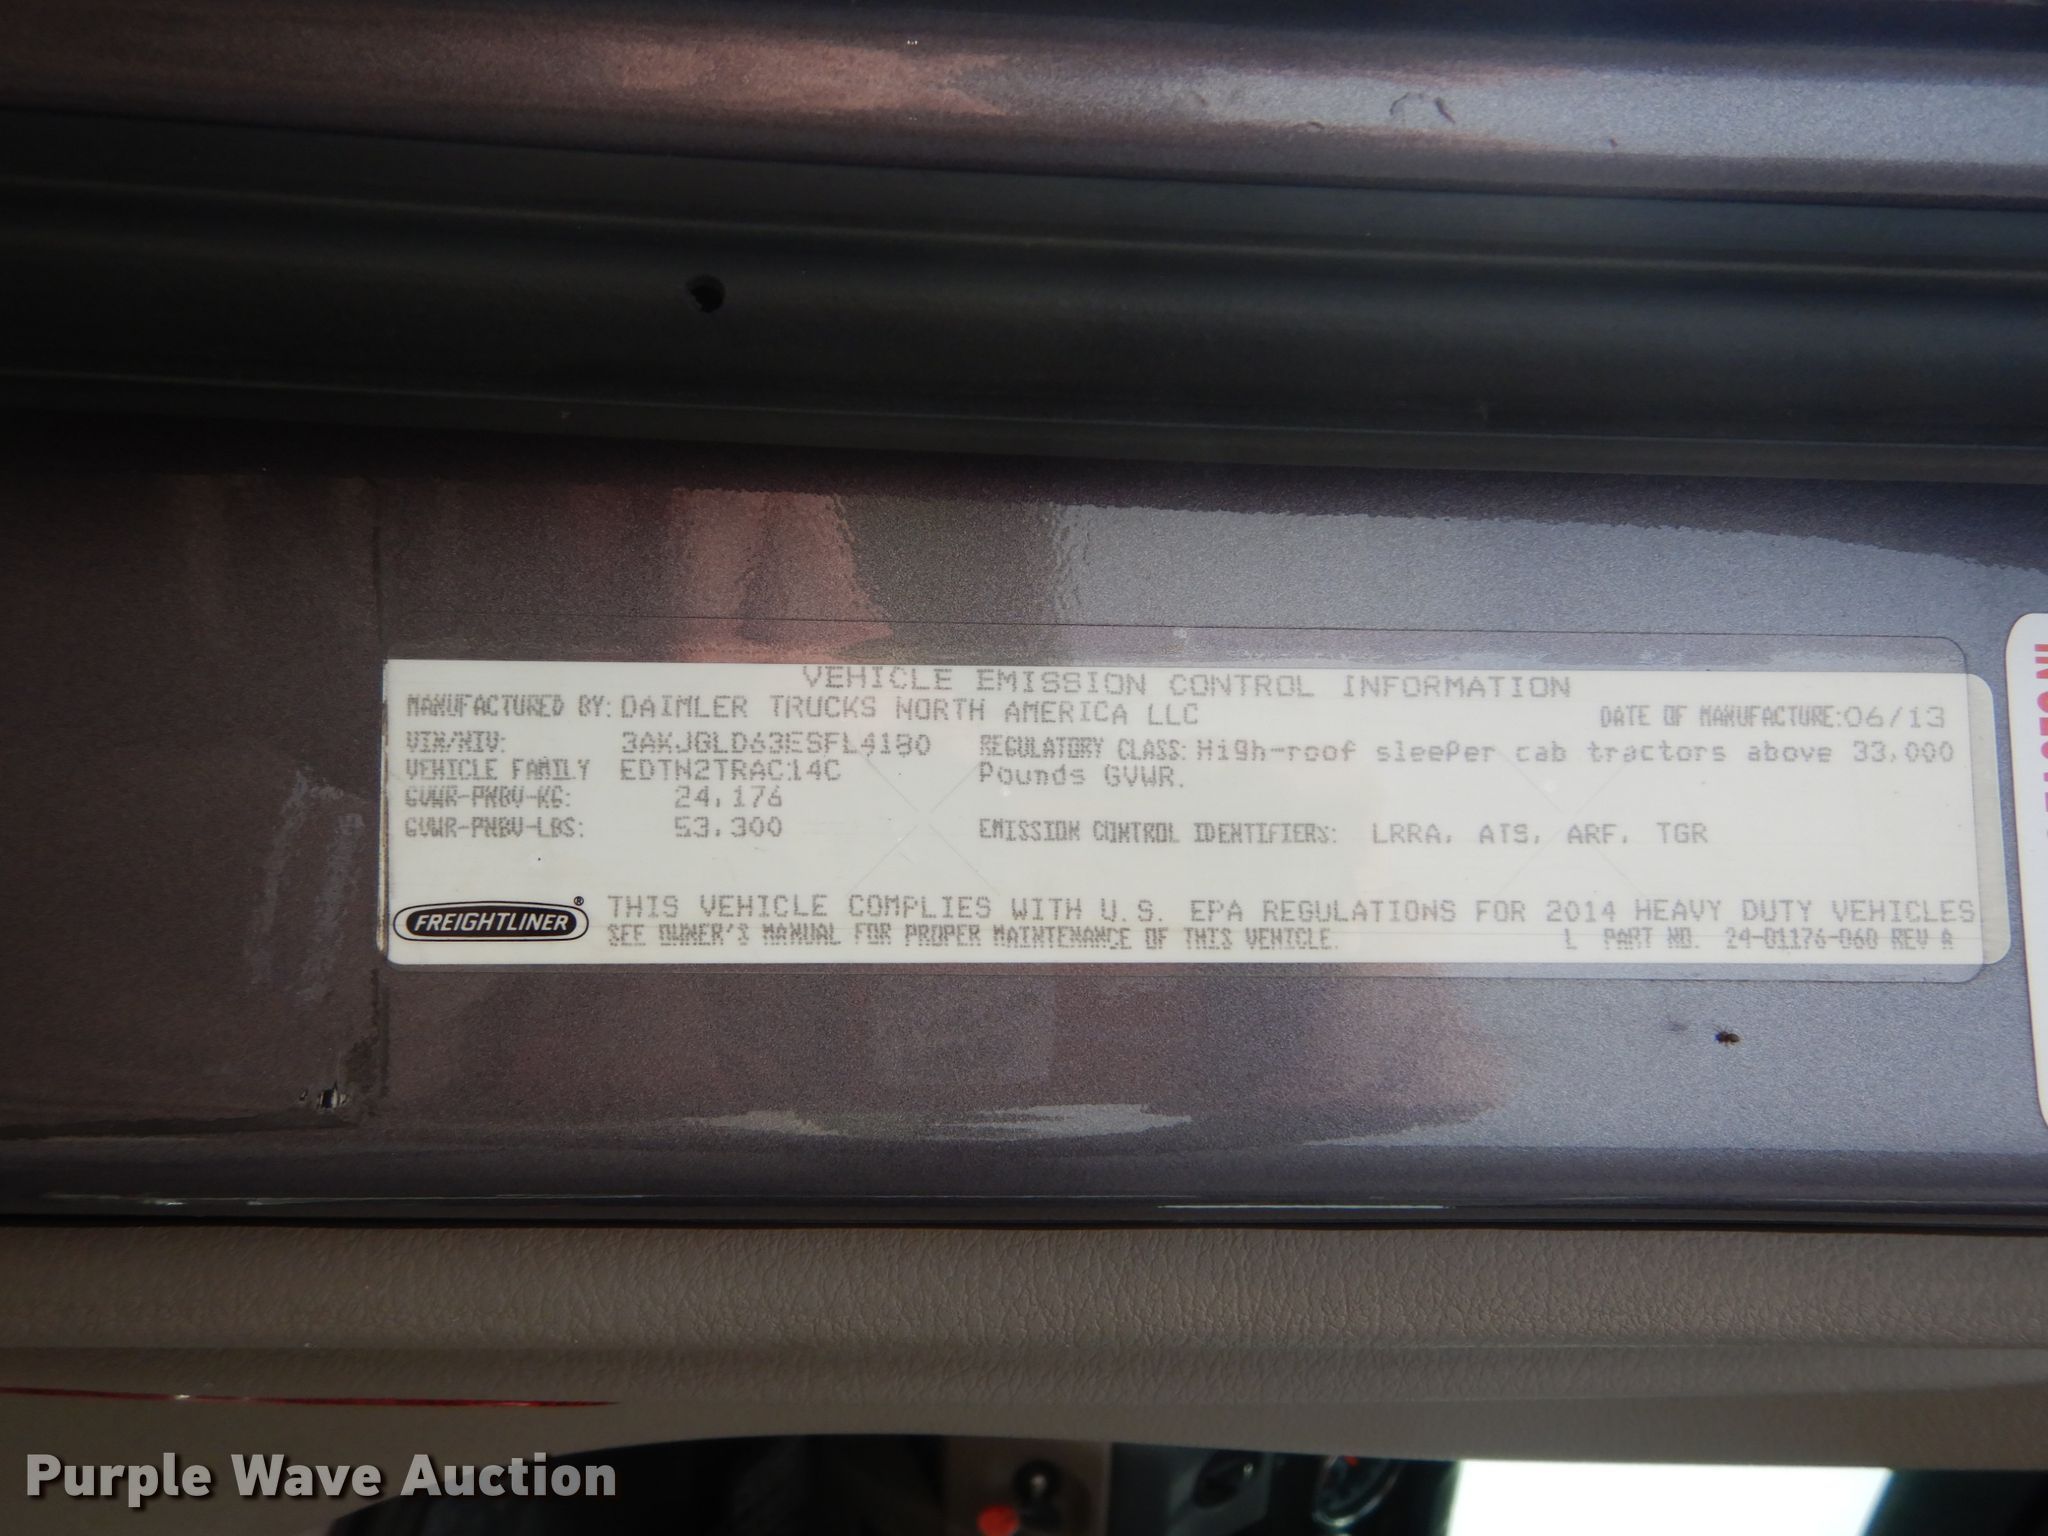 VEHICLE EMISSION CONTROL INFORMATION
MANUFACTURED BY: DAIMLER TRUCKS NORTH AMERICA LLC
DATE OF MANUFACTURE: 06/13
VIN/NIV: 3AKJGLD63ESFL4180
REGULATORY CLASS: High-roof sleeper cab tractors above 33,000
VEHICLE FAMILY EDTN2TRAC14C
Pounds GVWR.
GVWR-PNBV-KG: 24,176
GVWR-PNBV-LBS: 53,300
EMISSION CONTROL IDENTIFIERS: LRRA, ATS, ARF, TGR
FREIGHTLINER®
THIS VEHICLE COMPLIES WITH U.S. EPA REGULATIONS FOR 2014 HEAVY DUTY VEHICLES
SEE OWNER'S MANUAL FOR PROPER MAINTENANCE OF THIS VEHICLE.
L PART NO. 24-01176-060 REV A
Purple Wave Auction